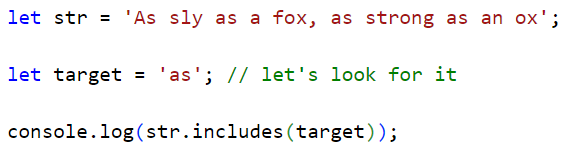 let str = 'As sly as a fox, as strong as an ox';
let target = 'as'; // let's look for it
console.log(str.includes(target));